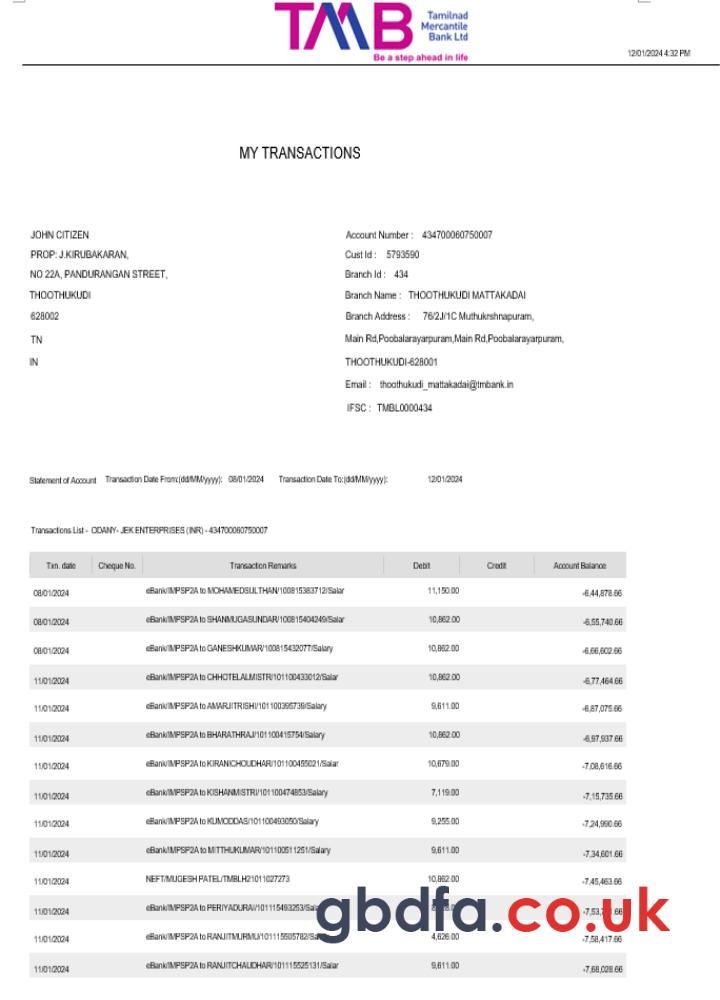 TMB Tamilnad
Mercantile
Bank Ltd
Be a step ahead in life
12/01/2024 4:32 PM
MY TRANSACTIONS
JOHN CITIZEN Account Number : 434700060750007
PROP: J.KIRUBAKARAN, Cust Id : 5793590
NO 22A, PANDURANGAN STREET, Branch Id : 434
THOOTHUKUDI Branch Name : THOOTHUKUDI MATTAKADAI
628002 Branch Address : 76/2J/1C Muthukrshnapuram,
TN Main Rd,Poobalarayarpuram,Main Rd,Poobalarayarpuram,
IN THOOTHUKUDI-628001
Email : thoothukudi_mattakadai@tmbank.in
IFSC : TMBL0000434
Statement of Account Transaction Date From:(dd/MM/yyyy): 08/01/2024 Transaction Date To:(dd/MM/yyyy): 12/01/2024
Transactions List - ODANY- JEK ENTERPRISES (INR) - 434700060750007
Txn. date Cheque No. Transaction Remarks Debit Credit Account Balance
08/01/2024 eBank/IMPSP2A to MOHAMEDSULTHAN/100815383712/Salar 11,150.00 -6,44,878.66
08/01/2024 eBank/IMPSP2A to SHANMUGASUNDAR/100815404249/Salar 10,862.00 -6,55,740.66
08/01/2024 eBank/IMPSP2A to GANESHKUMAR/100815432077/Salary 10,862.00 -6,66,602.66
11/01/2024 eBank/IMPSP2A to CHHOTELALMISTR/101100433012/Salar 10,862.00 -6,77,464.66
11/01/2024 eBank/IMPSP2A to AMARJITRISHI/101100395739/Salary 9,611.00 -6,87,075.66
11/01/2024 eBank/IMPSP2A to BHARATHRAJ/101100415754/Salary 10,862.00 -6,97,937.66
11/01/2024 eBank/IMPSP2A to KIRANICHOUDHAR/101100455021/Salar 10,679.00 -7,08,616.66
11/01/2024 eBank/IMPSP2A to KISHANMISTRI/101100474853/Salary 7,119.00 -7,15,735.66
11/01/2024 eBank/IMPSP2A to KUMODDAS/101100493050/Salary 9,255.00 -7,24,990.66
11/01/2024 eBank/IMPSP2A to MITTHUKUMAR/101100511251/Salary 9,611.00 -7,34,601.66
11/01/2024 NEFT/MUGESH PATEL/TMBLH21011027273 10,862.00 -7,45,463.66
11/01/2024 eBank/IMPSP2A to PERIYADURAI/101115493253/Sala
gbdfa.co.uk
11/01/2024 eBank/IMPSP2A to RANJITMURMU/101115505782/Sa 4,626.00 -7,58,417.66
11/01/2024 eBank/IMPSP2A to RANJITCHAUDHAR/101115525131/Salar 9,611.00 -7,68,028.66